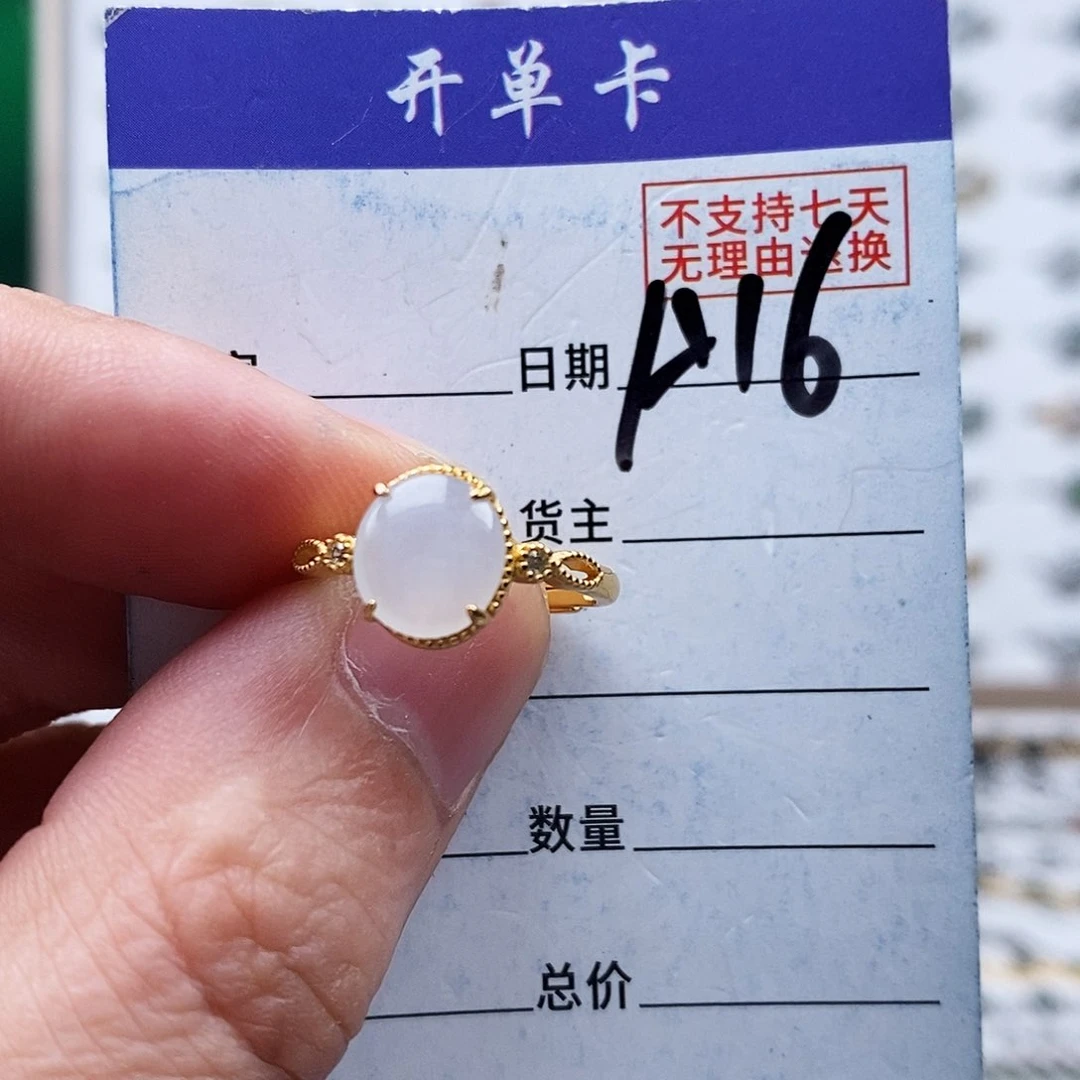 开单卡
不支持七天
无理由退换
日期 A16
货主
数量
总价